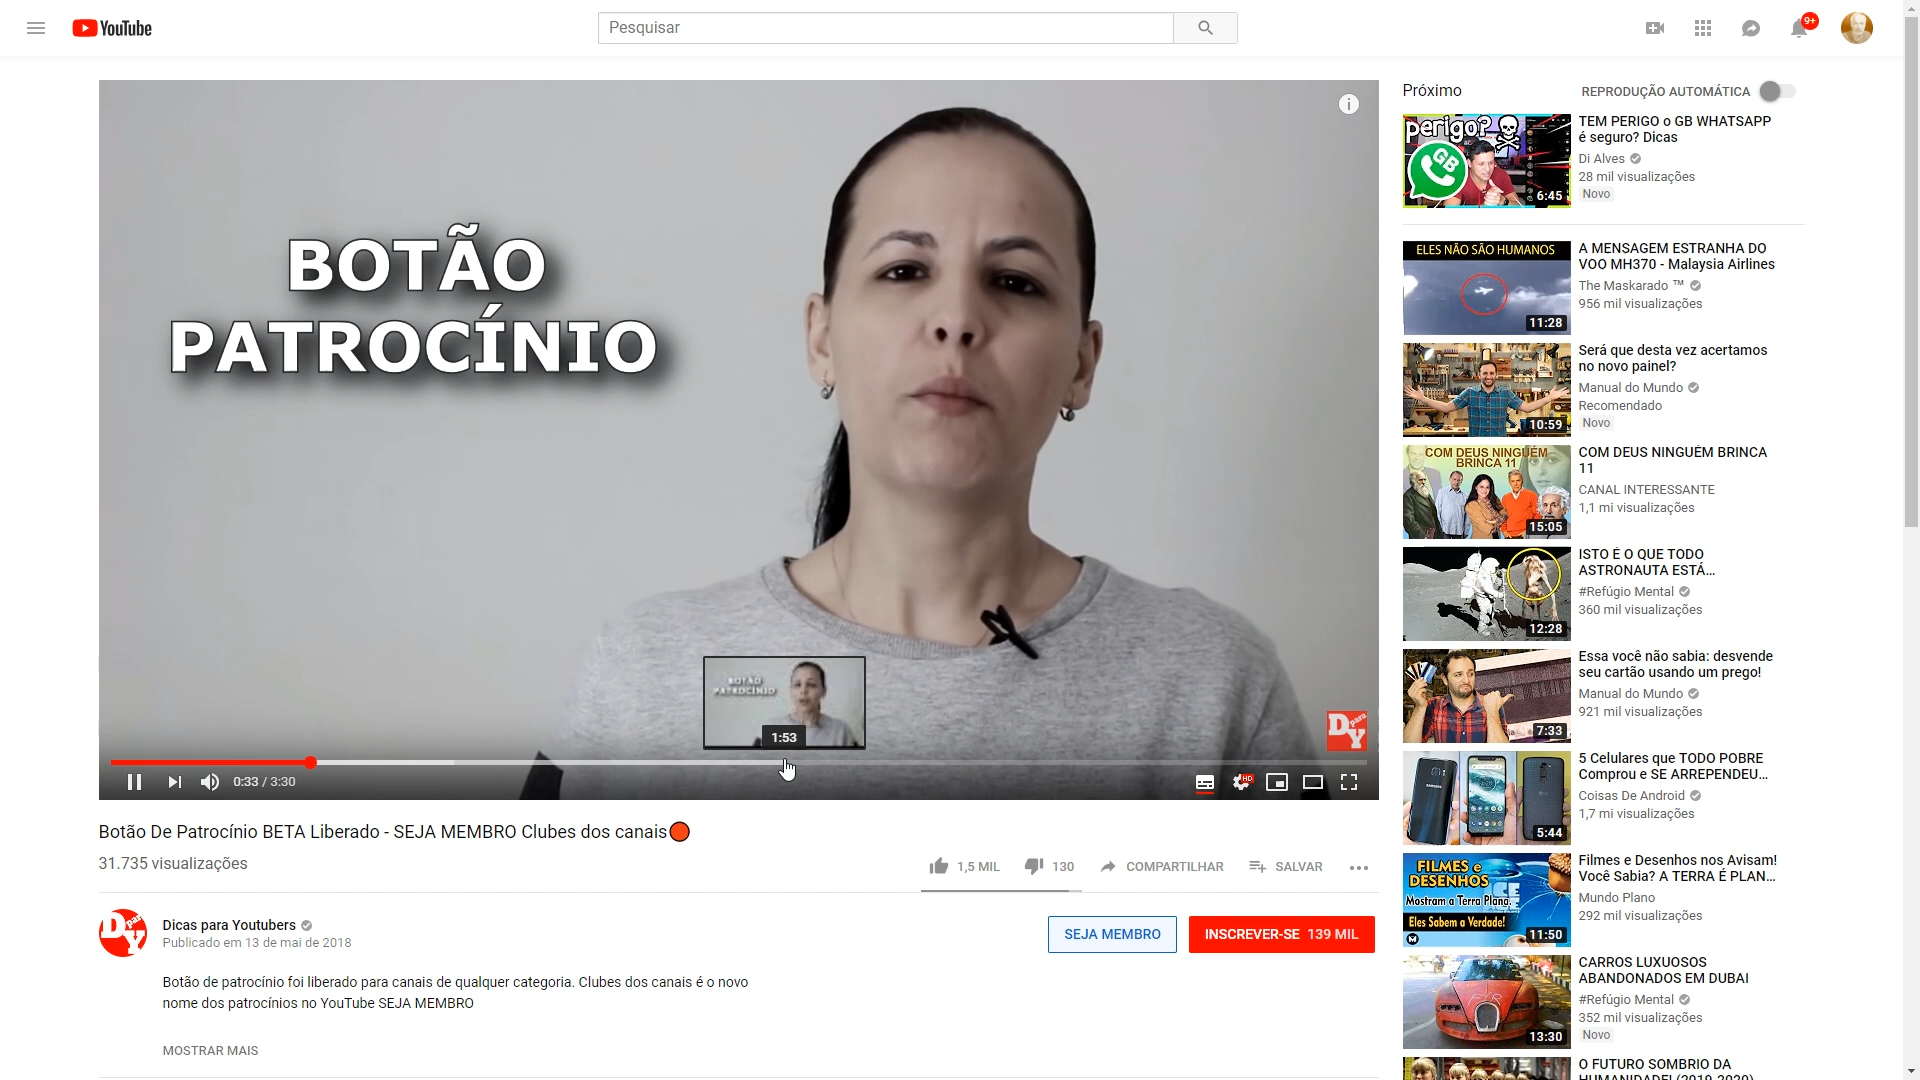 YouTube
Pesquisar
9+
BOTÃO
PATROCÍNIO
BOTÃO
PATROCÍNIO
1:53
D para Y
0:33 / 3:30
HD
Botão De Patrocínio BETA Liberado - SEJA MEMBRO Clubes dos canais
31.735 visualizações
1,5 MIL
130
COMPARTILHAR
SALVAR
D para Y
Dicas para Youtubers
Publicado em 13 de mai de 2018
SEJA MEMBRO
INSCREVER-SE 139 MIL
Botão de patrocínio foi liberado para canais de qualquer categoria. Clubes dos canais é o novo
nome dos patrocínios no YouTube SEJA MEMBRO
MOSTRAR MAIS
Próximo
REPRODUÇÃO AUTOMÁTICA
perigo?
GB
6:45
TEM PERIGO o GB WHATSAPP
é seguro? Dicas
Di Alves
28 mil visualizações
Novo
ELES NÃO SÃO HUMANOS
11:28
A MENSAGEM ESTRANHA DO
VOO MH370 - Malaysia Airlines
The Maskarado ™
956 mil visualizações
10:59
Será que desta vez acertamos
no novo painel?
Manual do Mundo
Recomendado
Novo
COM DEUS NINGUÉM
BRINCA 11
15:05
COM DEUS NINGUÉM BRINCA
11
CANAL INTERESSANTE
1,1 mi visualizações
12:28
ISTO É O QUE TODO
ASTRONAUTA ESTÁ...
#Refúgio Mental
360 mil visualizações
7:33
Essa você não sabia: desvende
seu cartão usando um prego!
Manual do Mundo
921 mil visualizações
5:44
5 Celulares que TODO POBRE
Comprou e SE ARREPENDEU...
Coisas De Android
1,7 mi visualizações
FILMES e
DESENHOS
Mostram a Terra Plana.
Eles Sabem a Verdade!
11:50
Filmes e Desenhos nos Avisam!
Você Sabia? A TERRA É PLAN...
Mundo Plano
292 mil visualizações
13:30
CARROS LUXUOSOS
ABANDONADOS EM DUBAI
#Refúgio Mental
352 mil visualizações
Novo
O FUTURO SOMBRIO DA
HUMANIDADE! (2019-2020)